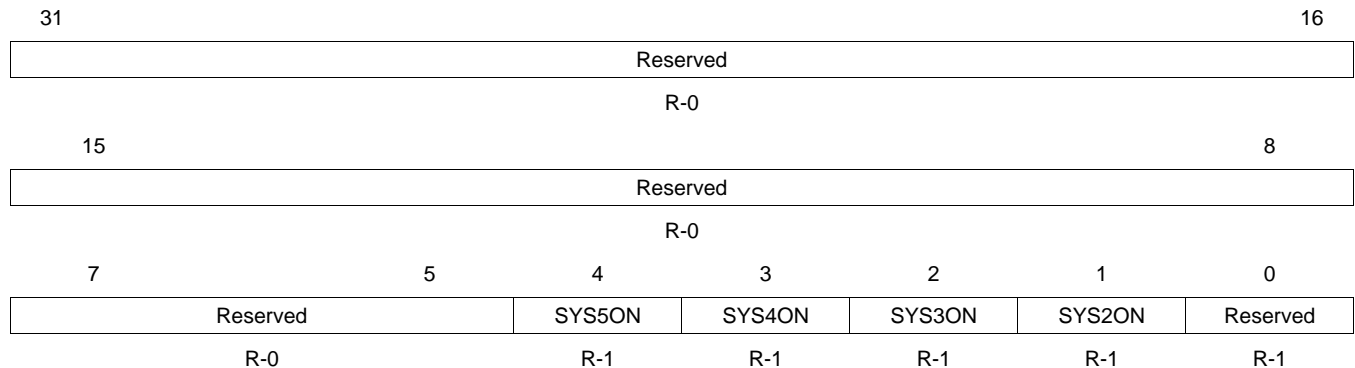 31 16
Reserved
R-0
15 8
Reserved
R-0
7 5 4 3 2 1 0
Reserved SYS5ON SYS4ON SYS3ON SYS2ON Reserved
R-0 R-1 R-1 R-1 R-1 R-1